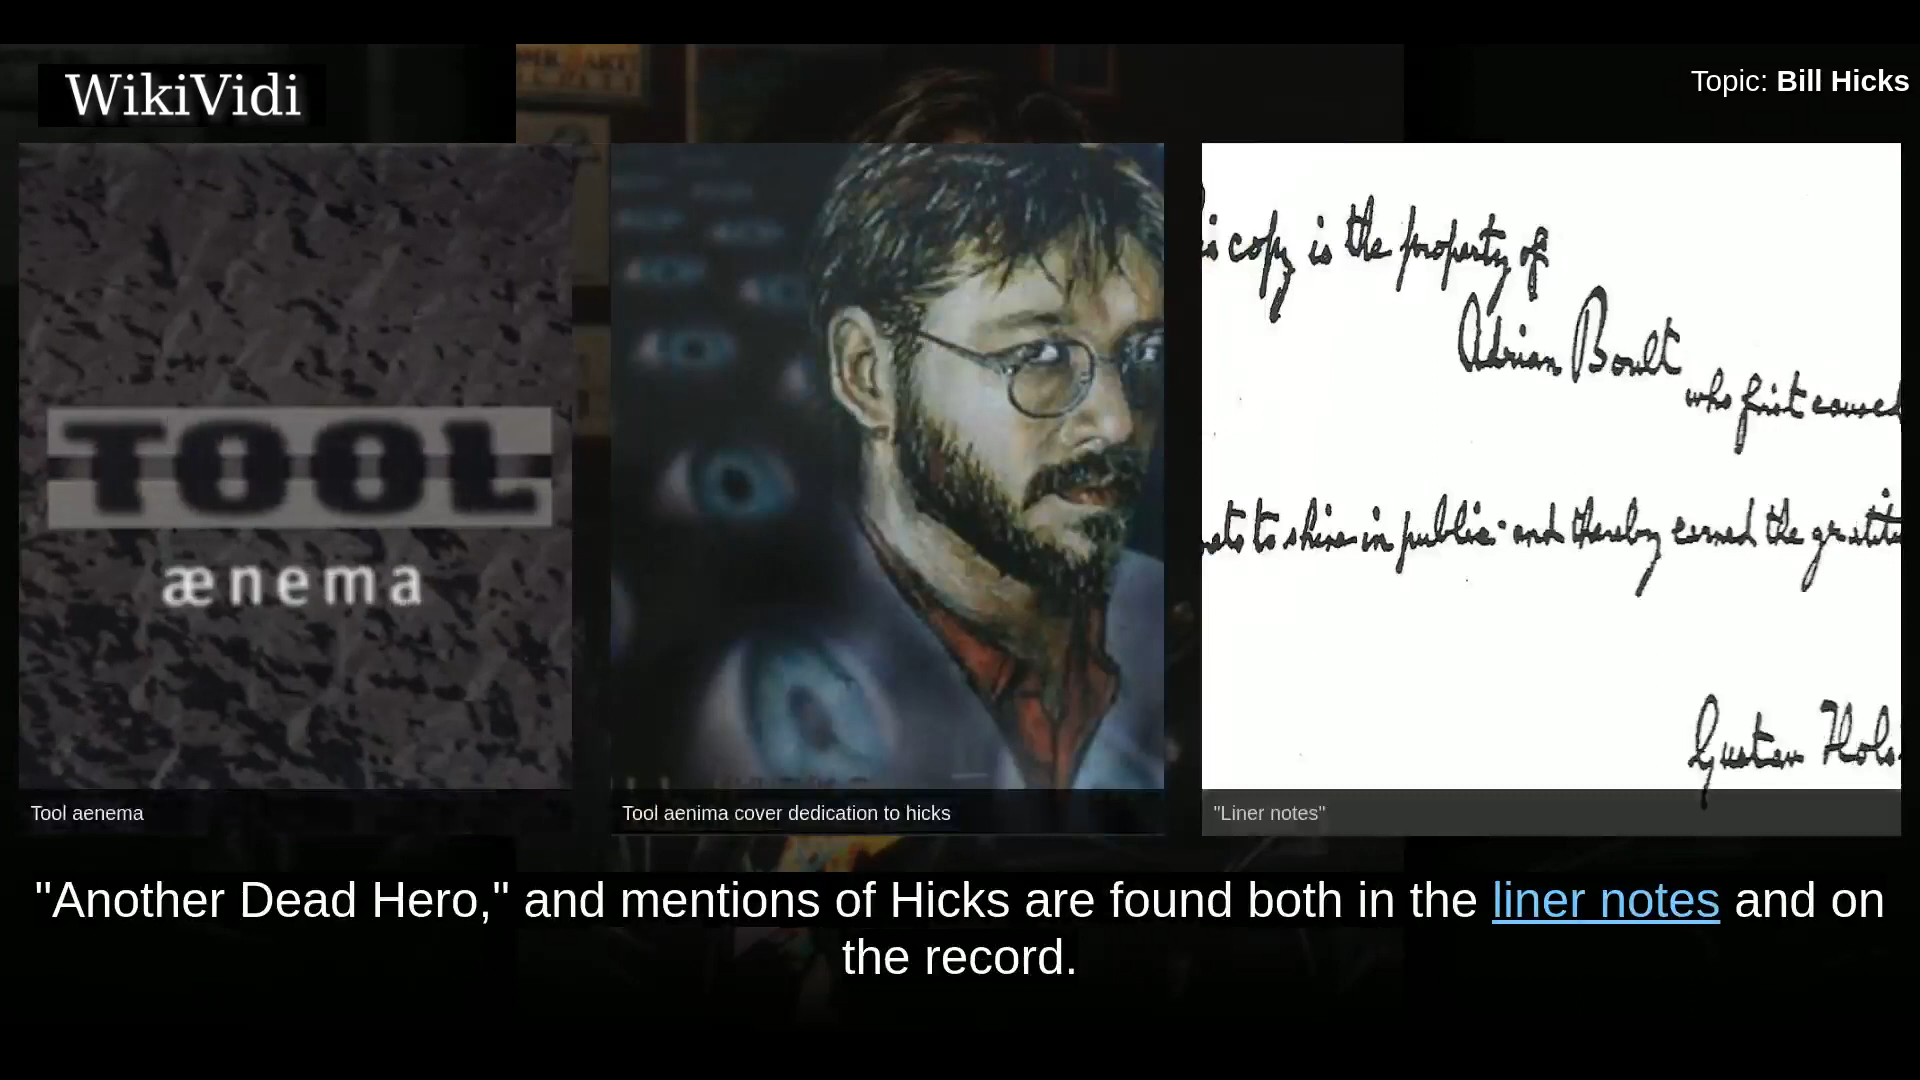 WikiVidi
Topic: Bill Hicks
TOOL
ænema
is copy is the property of
Adrian Boult
who first caused
to shine in public and thereby earned the
Gustav Hols
Tool aenema
Tool aenima cover dedication to hicks
"Liner notes"
"Another Dead Hero," and mentions of Hicks are found both in the liner notes and on
the record.